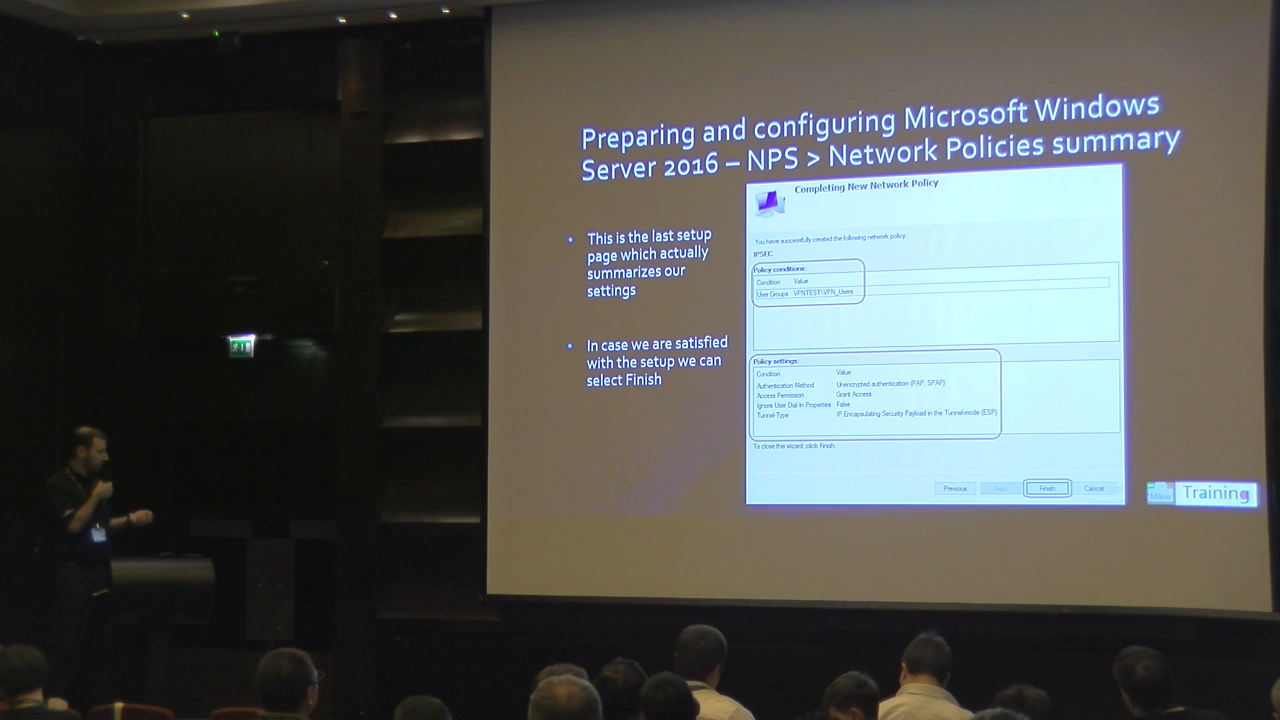 Preparing and configuring Microsoft Windows
Server 2016 – NPS > Network Policies summary
• This is the last setup
page which actually
summarizes our
settings
• In case we are satisfied
with the setup we can
select Finish
Completing New Network Policy
You have successfully created the following network policy:
IPSEC
Policy conditions:
Condition Value
User Groups VPNTEST\VPN_Users
Policy settings:
Condition Value
Authentication Method Unencrypted authentication (PAP, SPAP)
Access Permission Grant Access
Ignore User Dial-In Properties False
Tunnel-Type IP Encapsulating Security Payload in the Tunnel-mode (ESP)
To close this wizard, click Finish.
Previous Next Finish Cancel
Mikro Training